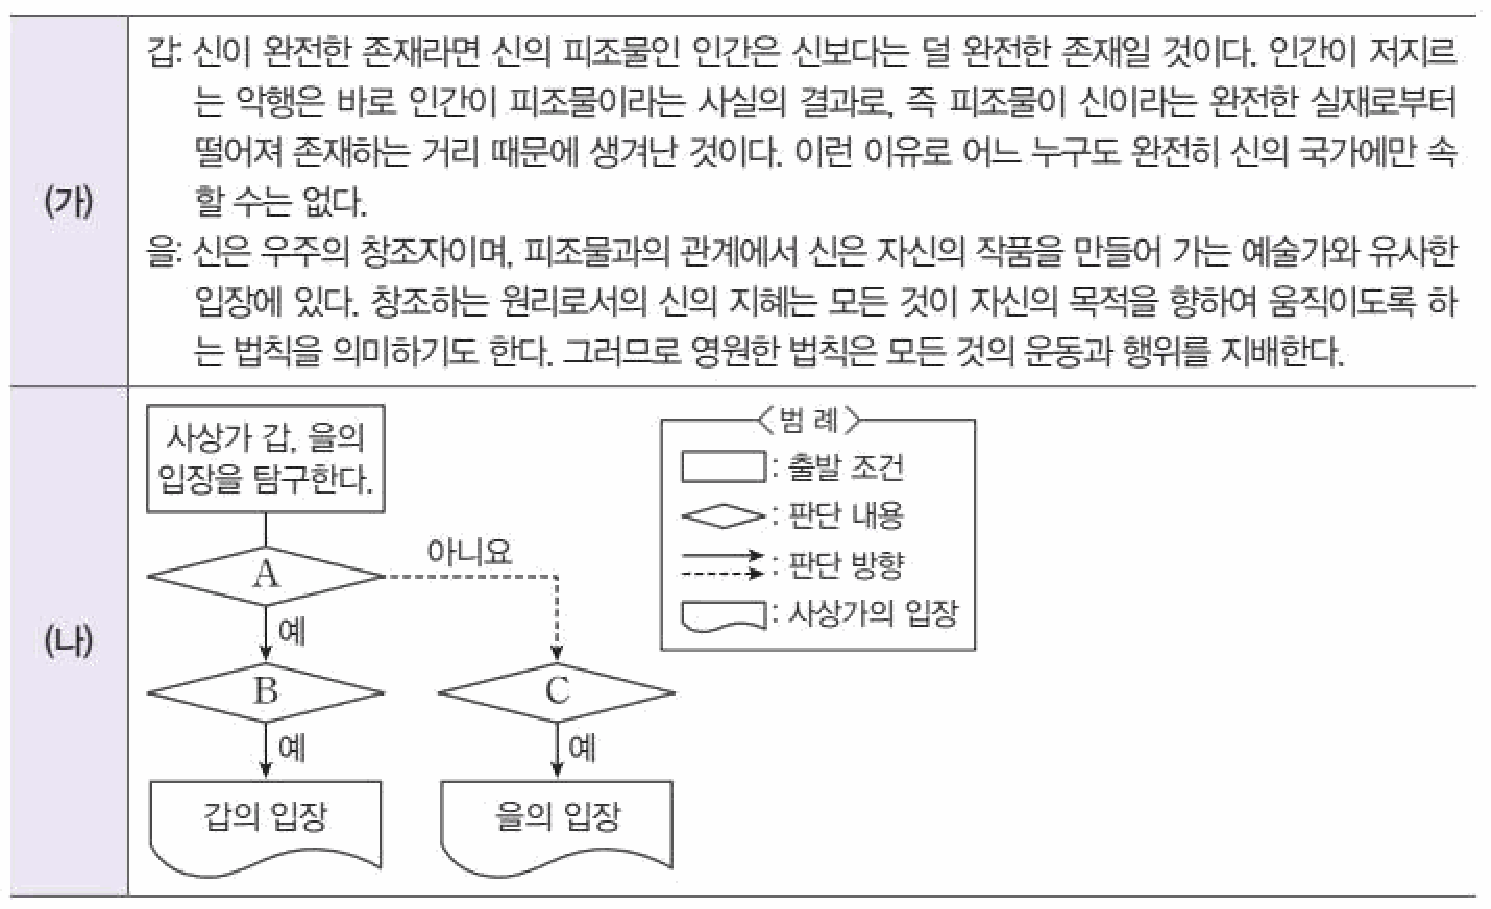 (가)
갑: 신이 완전한 존재라면 신의 피조물인 인간은 신보다는 덜 완전한 존재일 것이다. 인간이 저지르
는 악행은 바로 인간이 피조물이라는 사실의 결과로, 즉 피조물이 신이라는 완전한 실재로부터
떨어져 존재하는 거리 때문에 생겨난 것이다. 이런 이유로 어느 누구도 완전히 신의 국가에만 속
할 수는 없다.
을: 신은 우주의 창조자이며, 피조물과의 관계에서 신은 자신의 작품을 만들어 가는 예술가와 유사한
입장에 있다. 창조하는 원리로서의 신의 지혜는 모든 것이 자신의 목적을 향하여 움직이도록 하
는 법칙을 의미하기도 한다. 그러므로 영원한 법칙은 모든 것의 운동과 행위를 지배한다.
(나)
사상가 갑, 을의
입장을 탐구한다.
A
아니요
예
B
C
예
예
갑의 입장
을의 입장
〈범 례〉
: 출발 조건
: 판단 내용
: 판단 방향
: 사상가의 입장